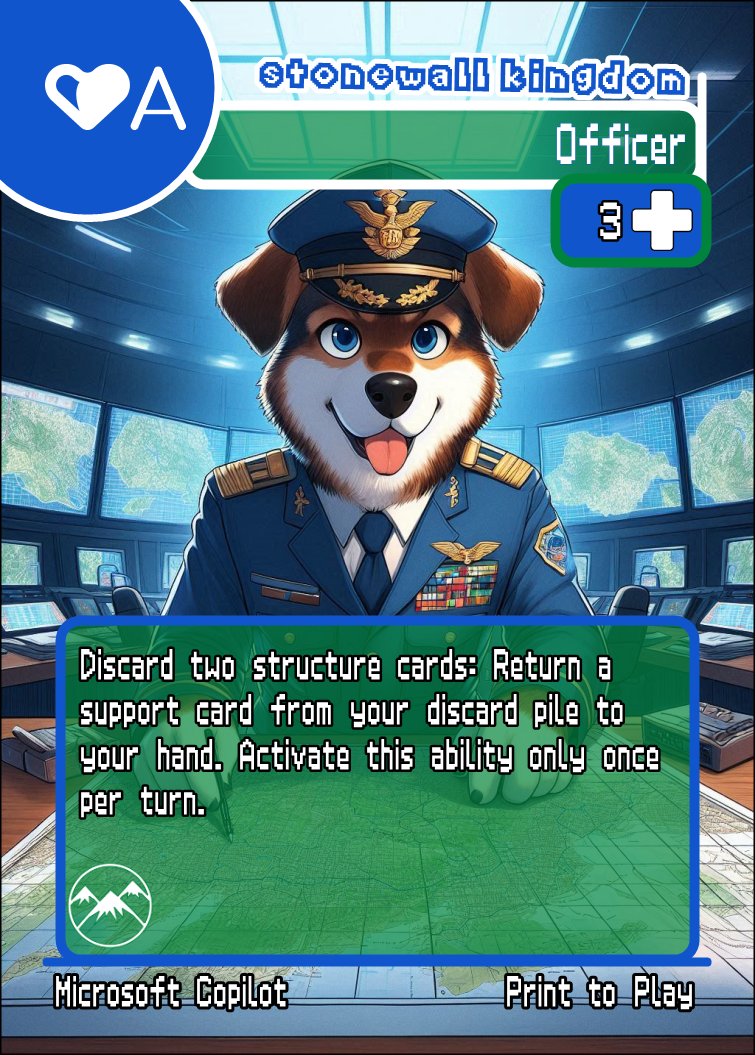 stonewall kingdom
A
Officer
3
Discard two structure cards: Return a
support card from your discard pile to
your hand. Activate this ability only once
per turn.
Microsoft Copilot
Print to Play